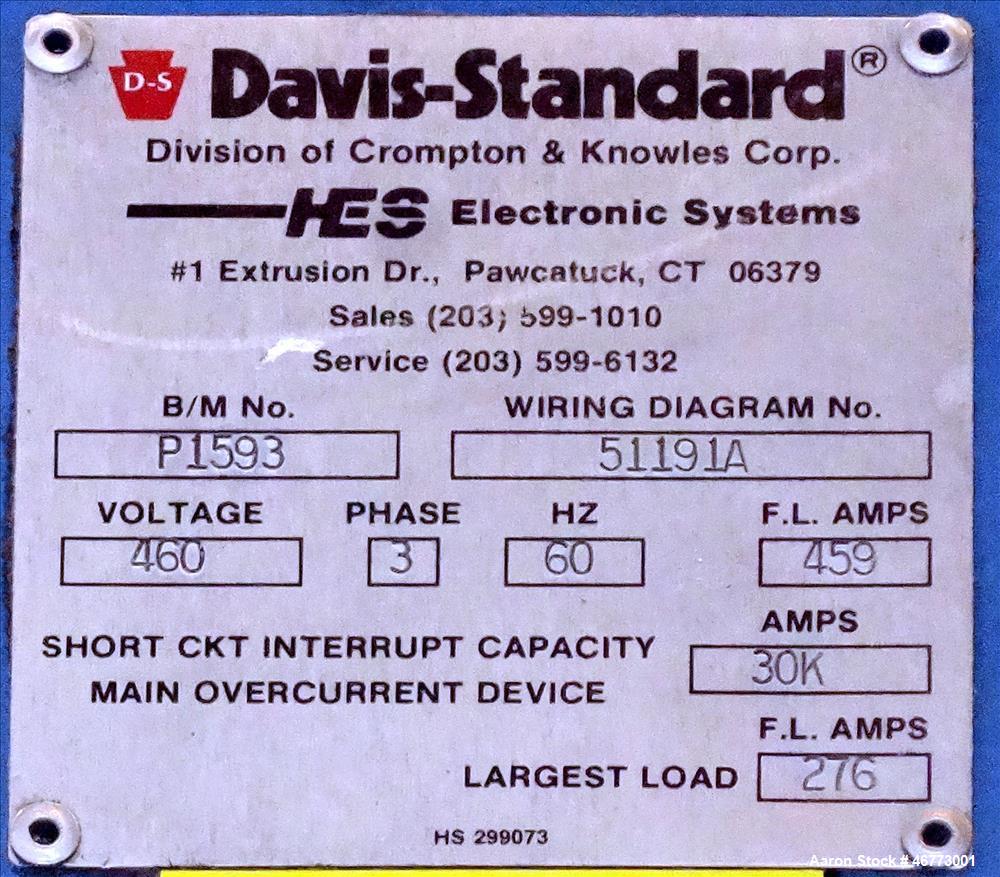 D-S Davis-Standard®
Division of Crompton & Knowles Corp.
HES Electronic Systems
#1 Extrusion Dr., Pawcatuck, CT 06379
Sales (203) 599-1010
Service (203) 599-6132
B/M No. WIRING DIAGRAM No.
P1593 51191A
VOLTAGE PHASE HZ F.L. AMPS
460 3 60 459
AMPS
SHORT CKT INTERRUPT CAPACITY 30K
MAIN OVERCURRENT DEVICE
F.L. AMPS
LARGEST LOAD 276
HS 299073
Aaron Stock # 46773001